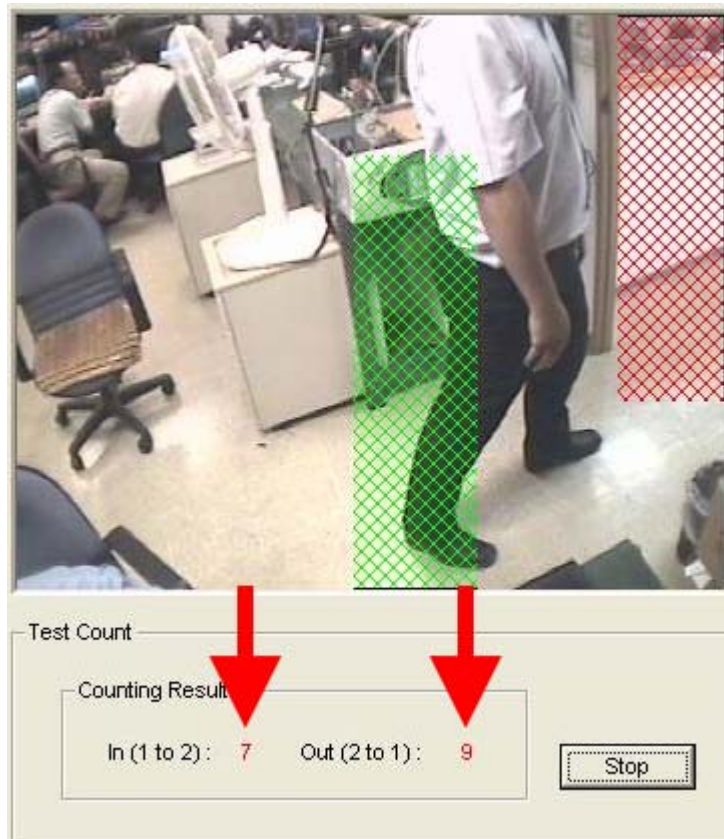 Test Count
Counting Result
In (1 to 2) : 7 Out (2 to 1) : 9
Stop